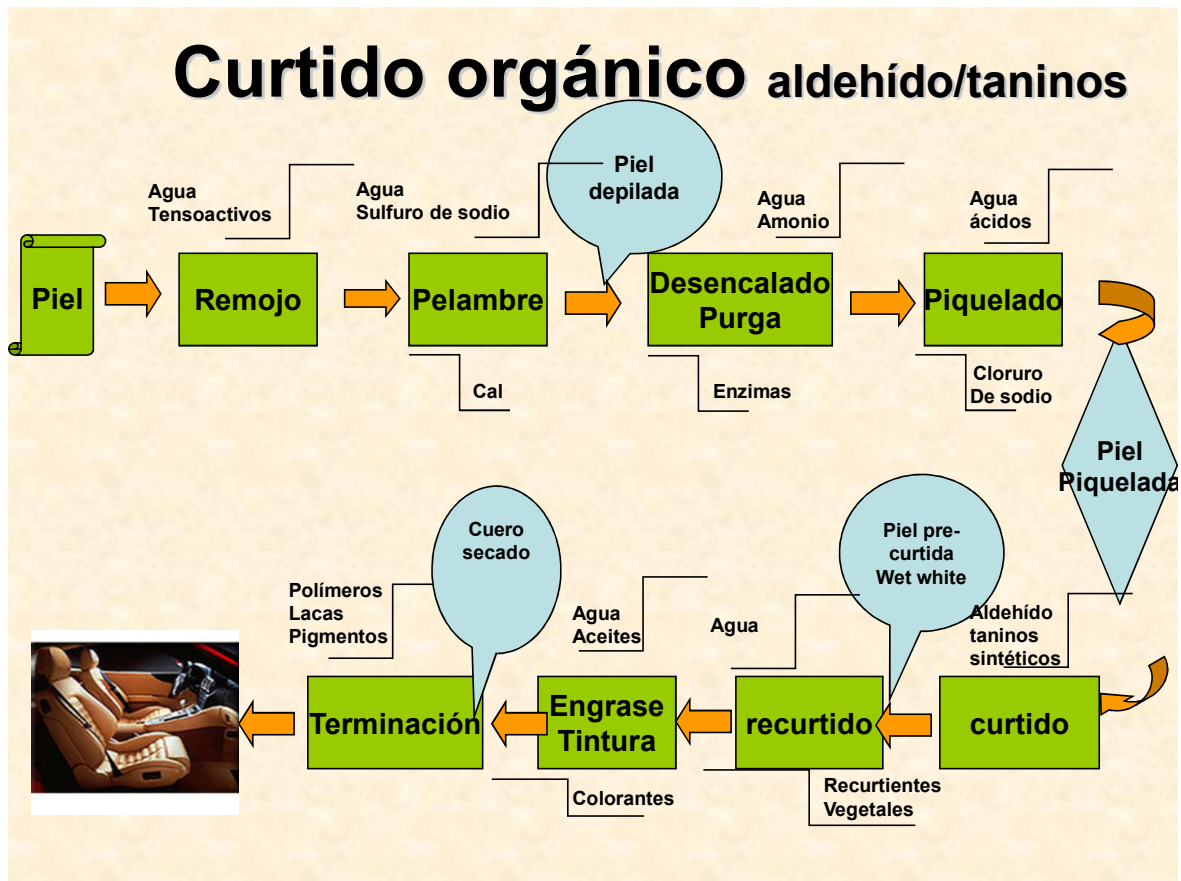 Curtido orgánico aldehído/taninos
Piel
depilada
Agua
Tensoactivos
Agua
Sulfuro de sodio
Agua
Amonio
Agua
ácidos
Piel
Remojo
Pelambre
Desencalado
Purga
Piquelado
Cal
Enzimas
Cloruro
De sodio
Piel
Piquelada
Cuero
secado
Piel pre-
curtida
Wet white
Polímeros
Lacas
Pigmentos
Agua
Aceites
Agua
Aldehído
taninos
sintéticos
Terminación
Engrase
Tintura
recurtido
curtido
Colorantes
Recurtientes
Vegetales